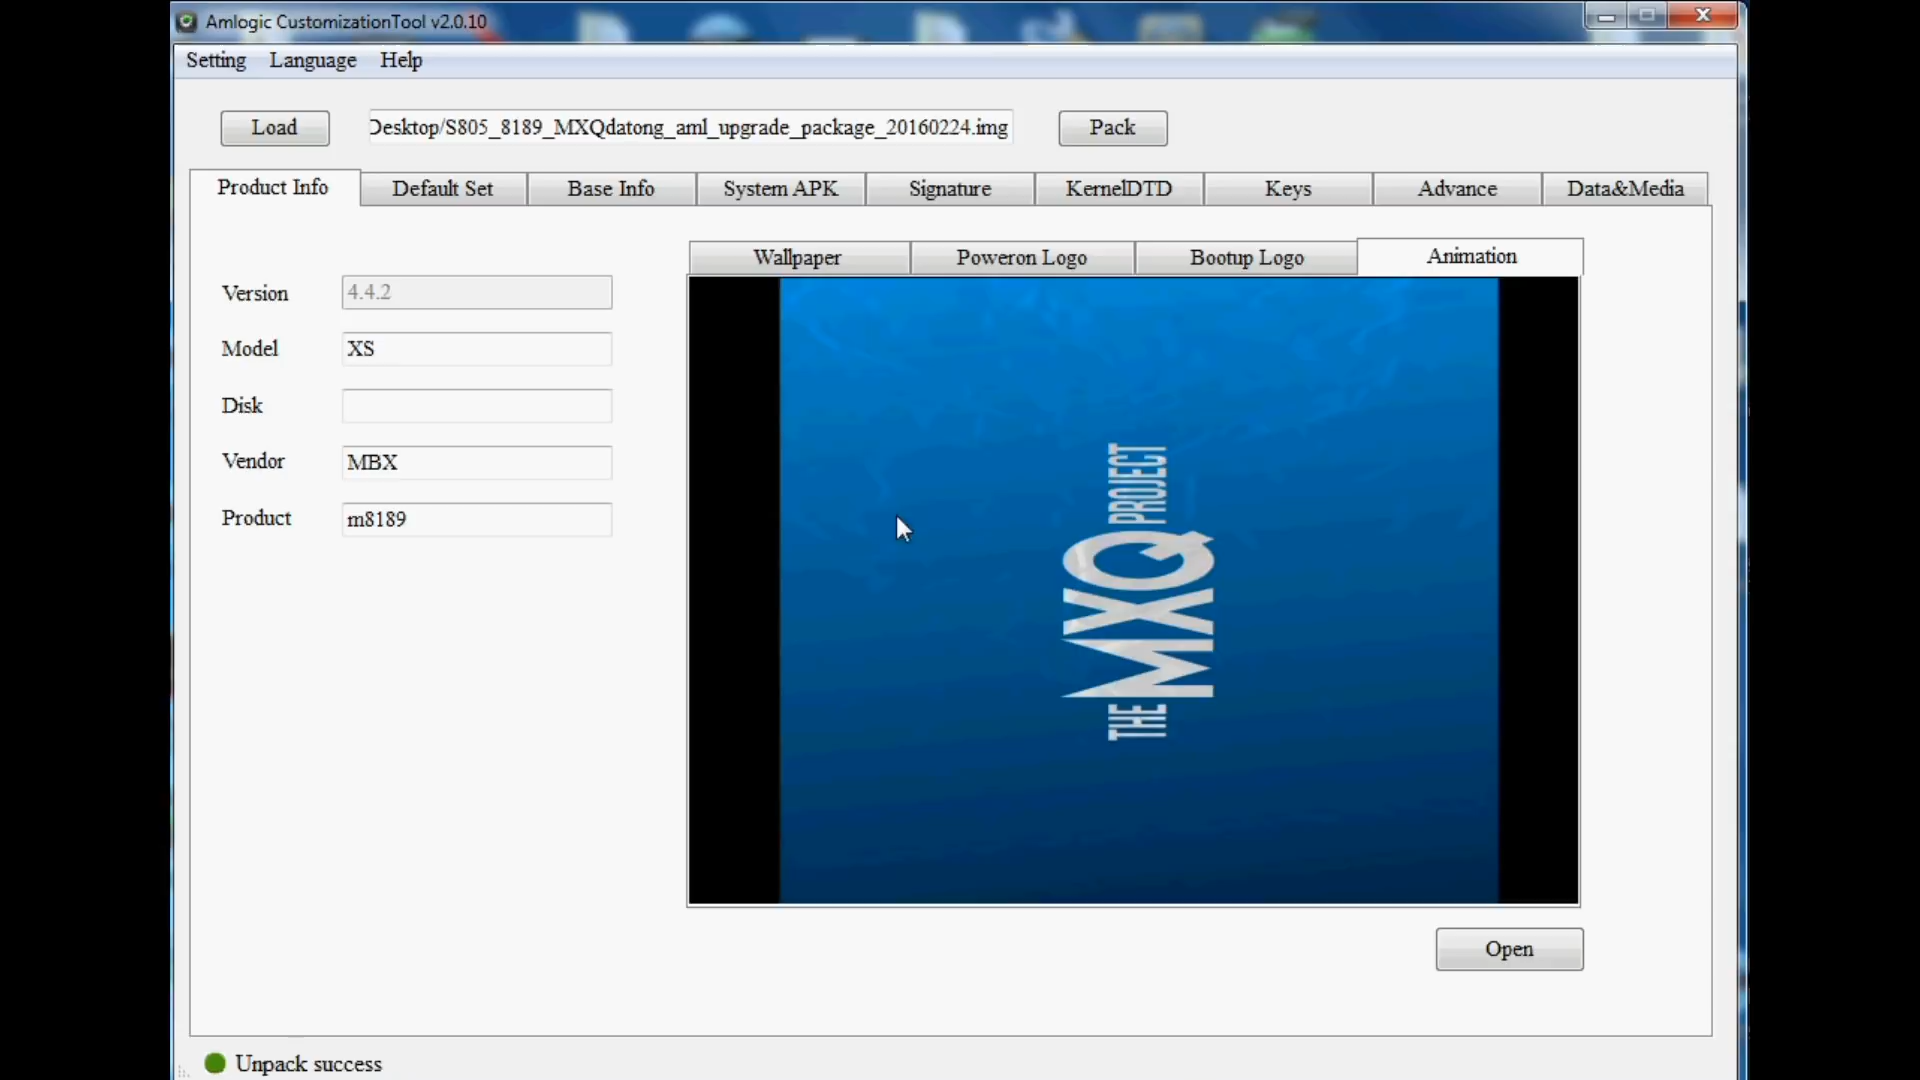 Amlogic CustomizationTool v2.0.10
Setting Language Help
Load Desktop/S805_8189_MXQdatong_aml_upgrade_package_20160224.img Pack
Product Info Default Set Base Info System APK Signature KernelDTD Keys Advance Data&Media
Wallpaper Poweron Logo Bootup Logo Animation
Version 4.4.2
Model XS
Disk
Vendor MBX
Product m8189
THE MXQ PROJECT
Open
Unpack success